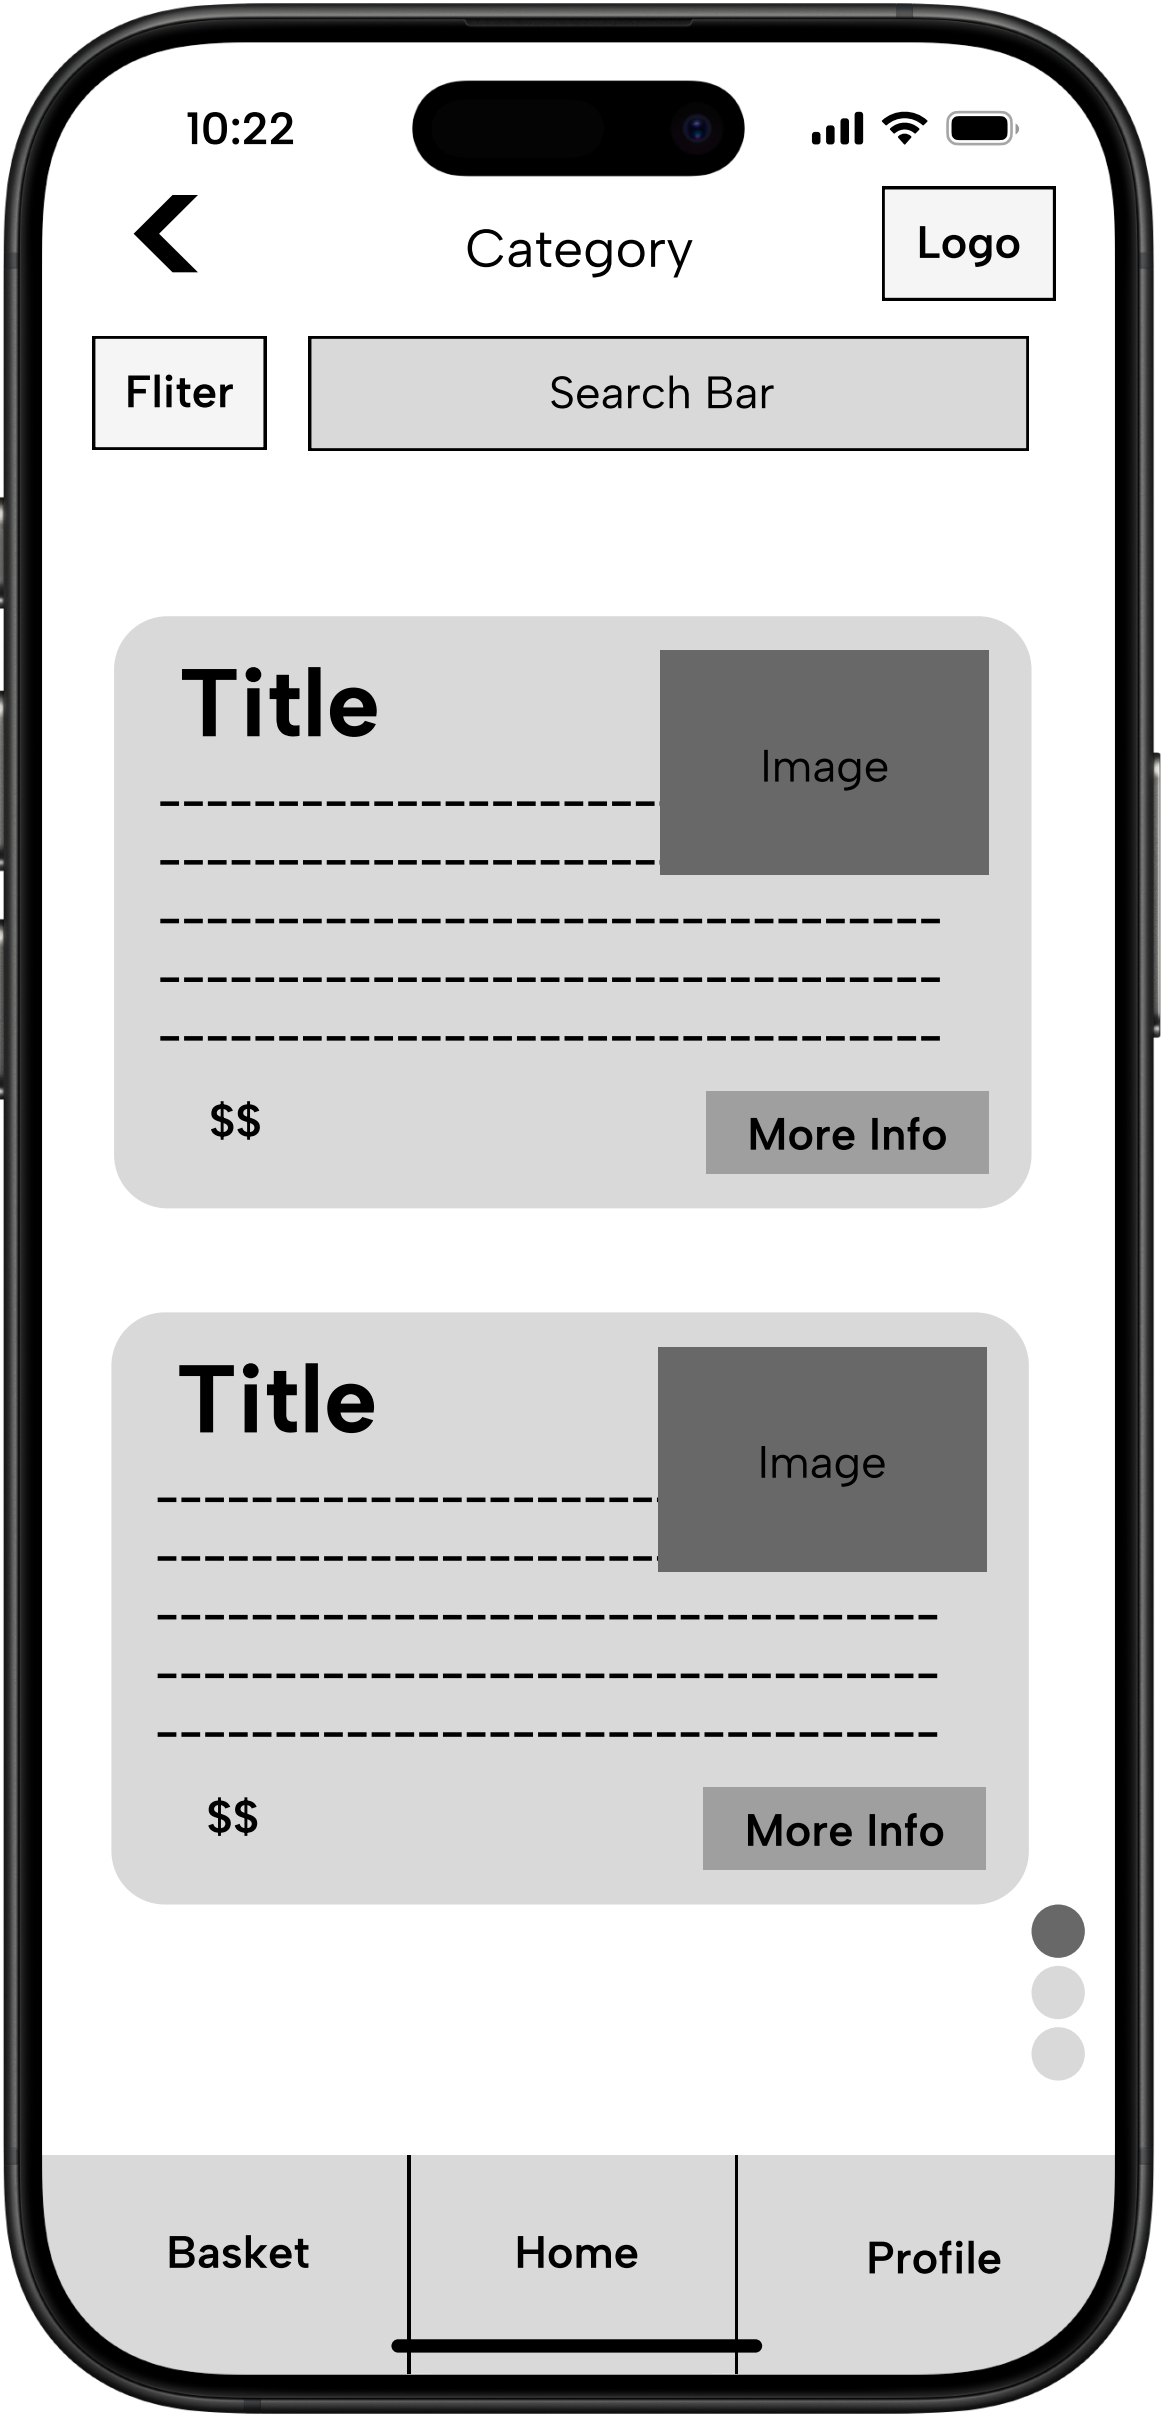 10:22
Category
Logo
Fliter
Search Bar
Title
Image
$$
More Info
Title
Image
$$
More Info
Basket
Home
Profile